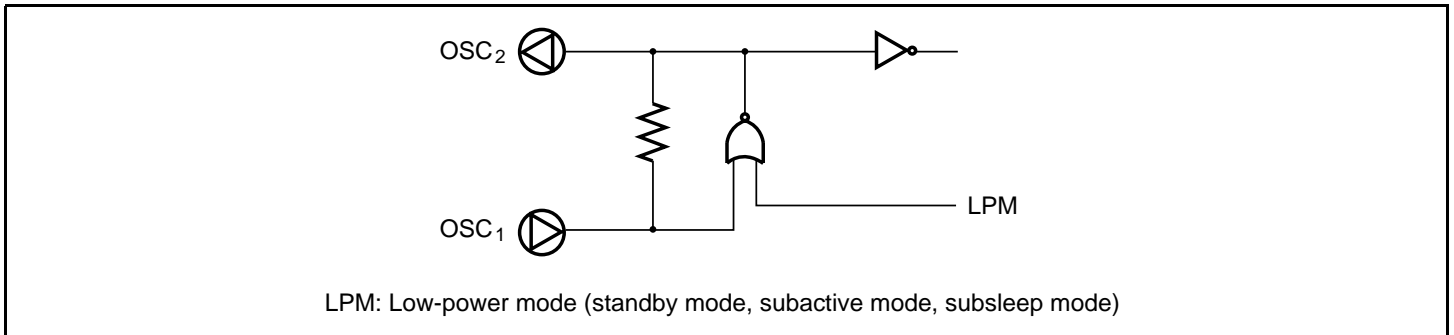 OSC2
OSC1
LPM
LPM: Low-power mode (standby mode, subactive mode, subsleep mode)